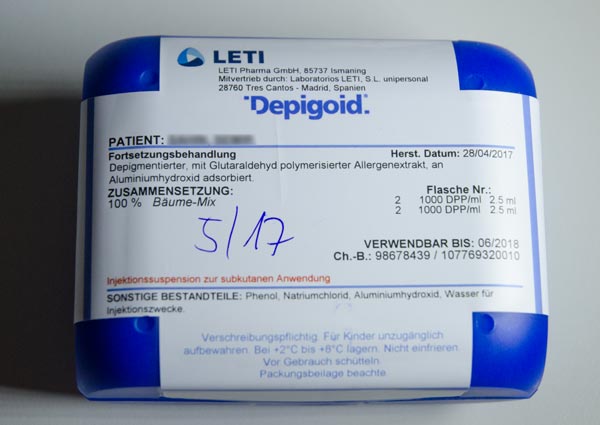 LETI
LETI Pharma GmbH, 85737 Ismaning
Mitvertrieb durch: Laboratorios LETI, S.L. unipersonal
28760 Tres Cantos - Madrid, Spanien
Depigoid.
PATIENT:
Fortsetzungsbehandlung Herst. Datum: 28/04/2017
Depigmentierter, mit Glutaraldehyd polymerisierter Allergenextrakt, an
Aluminiumhydroxid adsorbiert.
ZUSAMMENSETZUNG: Flasche Nr.:
100 % Bäume-Mix 2 1000 DPP/ml 2.5 ml
2 1000 DPP/ml 2.5 ml
5/17
VERWENDBAR BIS: 06/2018
Ch.-B.: 98678439 / 107769320010
Injektionssuspension zur subkutanen Anwendung
SONSTIGE BESTANDTEILE: Phenol, Natriumchlorid, Aluminiumhydroxid, Wasser für
Injektionszwecke.
Verschreibungspflichtig. Für Kinder unzugänglich
aufbewahren. Bei +2°C bis +8°C lagern. Nicht einfrieren.
Vor Gebrauch schütteln.
Packungsbeilage beachten.